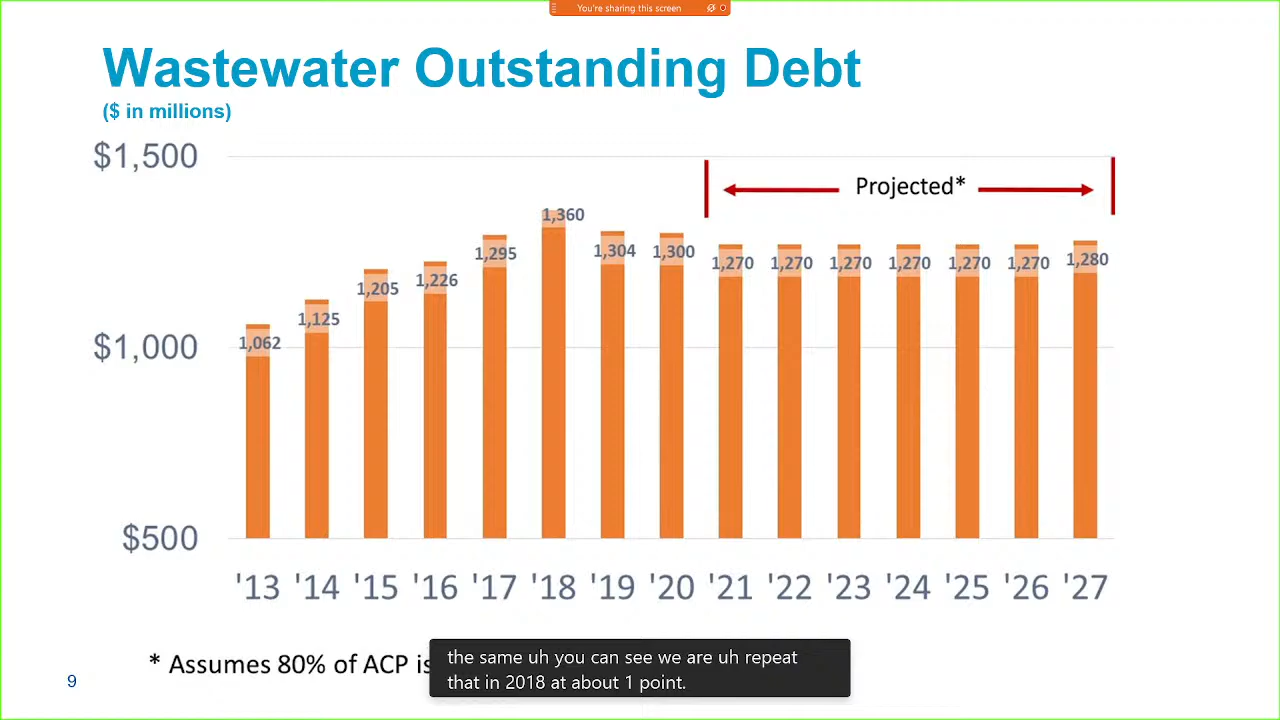 You're sharing this screen
Wastewater Outstanding Debt
($ in millions)
$1,500
Projected*
1,360
1,295
1,304
1,300
1,270
1,270
1,270
1,270
1,270
1,270
1,280
1,226
1,205
1,125
1,062
$1,000
$500
'13 '14 '15 '16 '17 '18 '19 '20 '21 '22 '23 '24 '25 '26 '27
* Assumes 80% of ACP is
the same uh you can see we are uh repeat
that in 2018 at about 1 point.
9